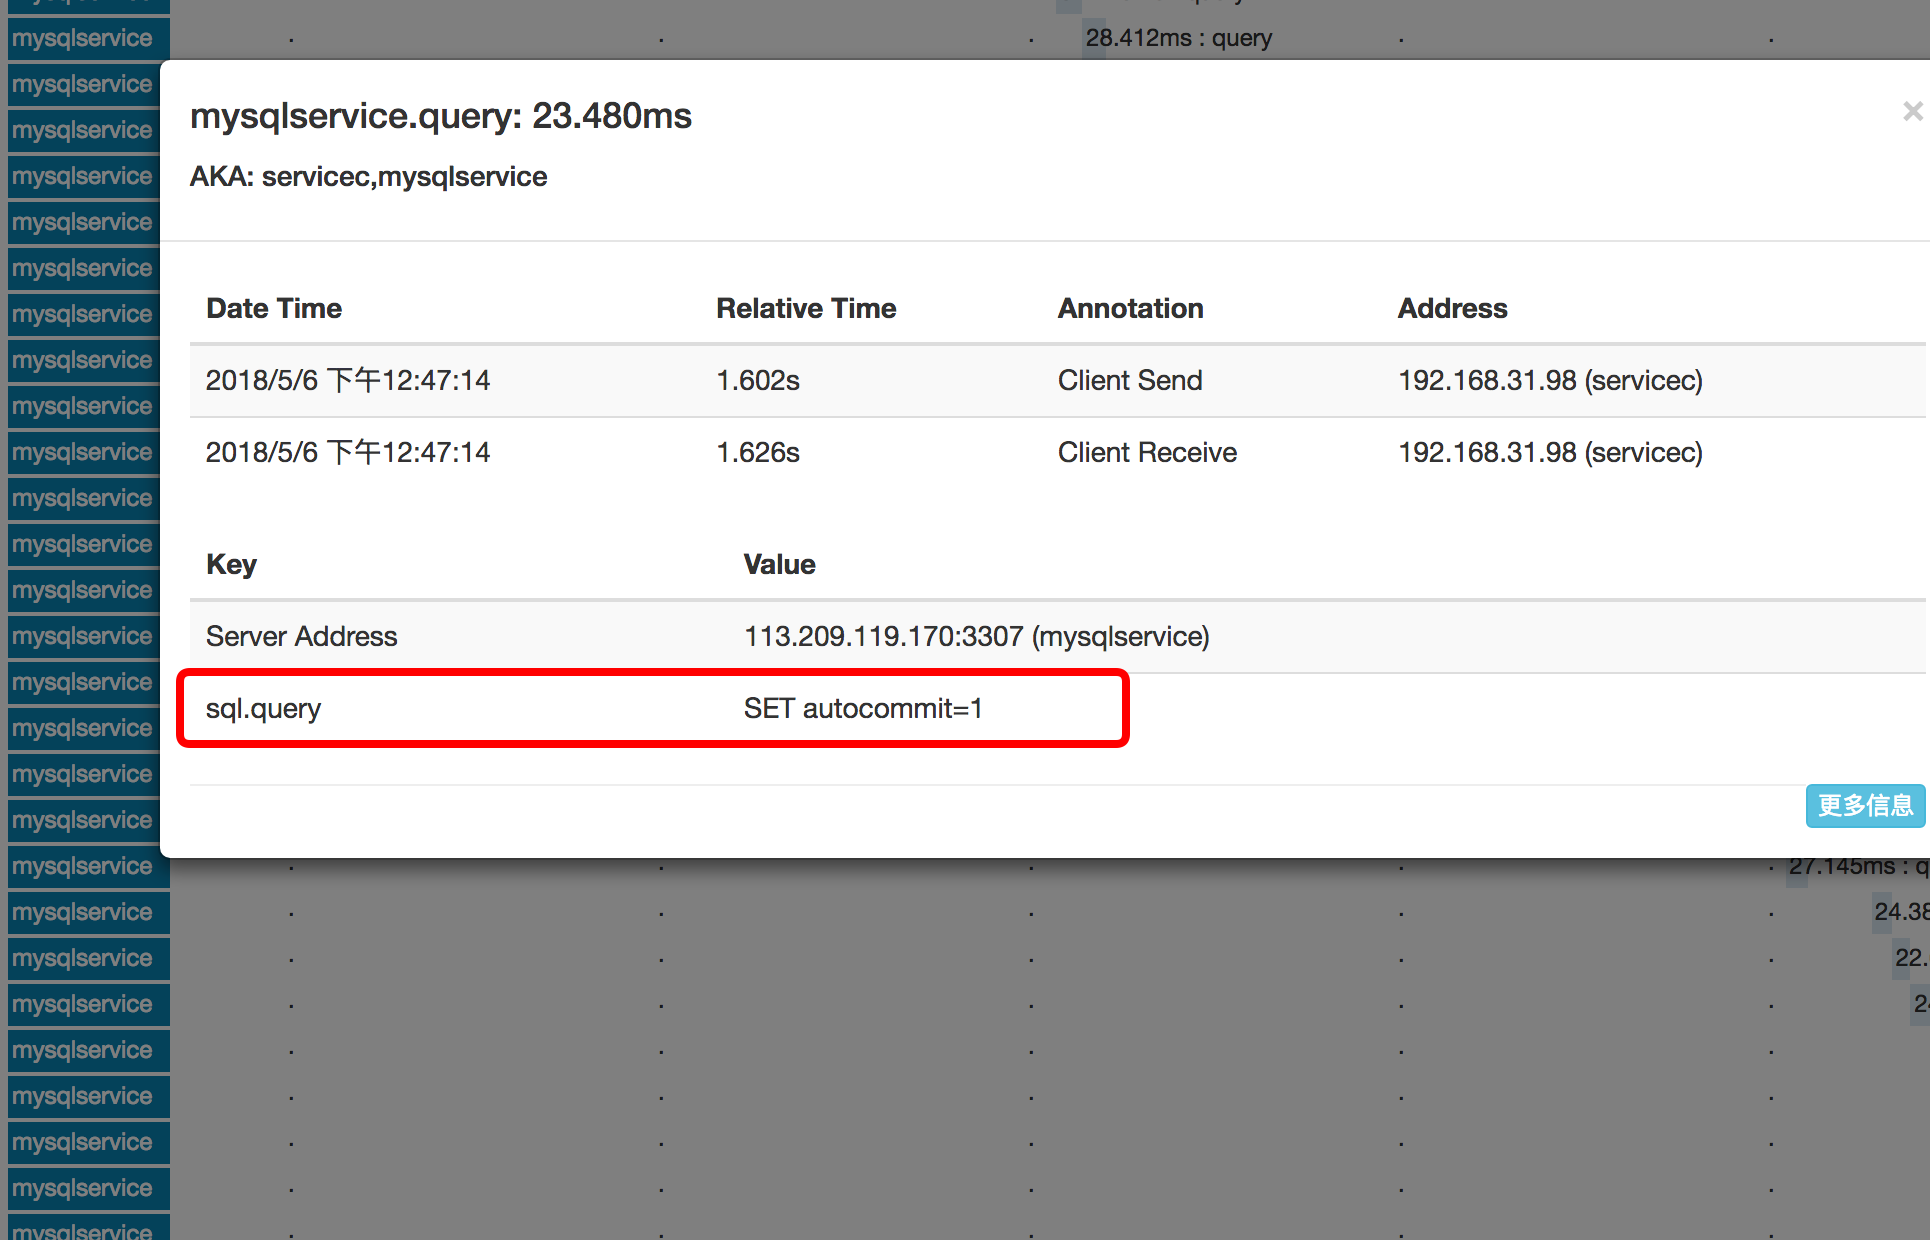 mysqlservice 28.412ms : query
mysqlservice
mysqlservice.query: 23.480ms
×
mysqlservice
AKA: servicec,mysqlservice
mysqlservice
mysqlservice
mysqlservice
mysqlservice
Date Time Relative Time Annotation Address
mysqlservice
2018/5/6 下午12:47:14 1.602s Client Send 192.168.31.98 (servicec)
mysqlservice
2018/5/6 下午12:47:14 1.626s Client Receive 192.168.31.98 (servicec)
mysqlservice
mysqlservice
mysqlservice
Key Value
mysqlservice
Server Address 113.209.119.170:3307 (mysqlservice)
mysqlservice
mysqlservice
sql.query SET autocommit=1
mysqlservice
mysqlservice
更多信息
mysqlservice
mysqlservice 27.145ms : q
mysqlservice 24.38
mysqlservice 22.
mysqlservice 24
mysqlservice
mysqlservice
mysqlservice
mysqlservice
mysqlservice